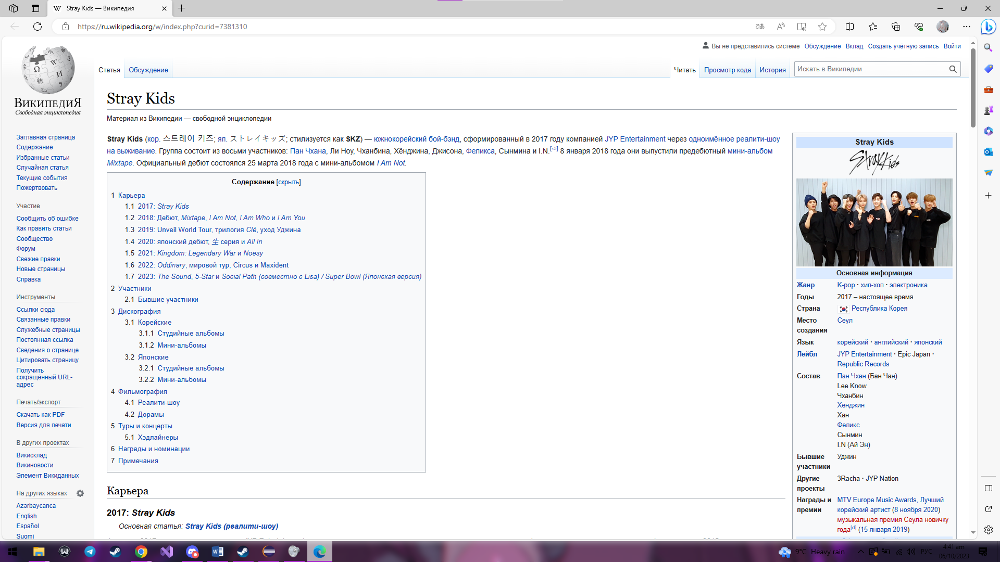 Stray Kids — Википедия
https://ru.wikipedia.org/w/index.php?curid=7381310
Вы не представились системе Обсуждение Вклад Создать учётную запись Войти
Статья Обсуждение Читать Просмотр кода История Искать в Википедии
ВикипедиЯ
Свободная энциклопедия
Заглавная страница
Содержание
Избранные статьи
Случайная статья
Текущие события
Пожертвовать
Участие
Сообщить об ошибке
Как править статьи
Сообщество
Форум
Свежие правки
Новые страницы
Справка
Инструменты
Ссылки сюда
Связанные правки
Служебные страницы
Постоянная ссылка
Сведения о странице
Цитировать страницу
Получить
сокращённый URL-
адрес
Печать/экспорт
Скачать как PDF
Версия для печати
В других проектах
Викисклад
Викиновости
Элемент Викиданных
На других языках
Azərbaycanca
English
Español
Suomi
Stray Kids
Материал из Википедии — свободной энциклопедии
Stray Kids (кор. 스트레이 키즈; яп. ストレイキッズ; стилизуется как SKZ) — южнокорейский бой-бэнд, сформированный в 2017 году компанией JYP Entertainment через одноимённое реалити-шоу
на выживание. Группа состоит из восьми участников: Пан Чхана, Ли Ноу, Чханбина, Хёнджина, Джисона, Феликса, Сынмина и I.N.[⇨] 8 января 2018 года они выпустили предебютный мини-альбом
Mixtape. Официальный дебют состоялся 25 марта 2018 года с мини-альбомом I Am Not.
Содержание [скрыть]
1 Карьера
1.1 2017: Stray Kids
1.2 2018: Дебют, Mixtape, I Am Not, I Am Who и I Am You
1.3 2019: Unveil World Tour, трилогия Clé, уход Уджина
1.4 2020: японский дебют, 生 серия и All In
1.5 2021: Kingdom: Legendary War и Noesy
1.6 2022: Oddinary, мировой тур, Circus и Maxident
1.7 2023: The Sound, 5-Star и Social Path (совместно с Lisa) / Super Bowl (Японская версия)
2 Участники
2.1 Бывшие участники
3 Дискография
3.1 Корейские
3.1.1 Студийные альбомы
3.1.2 Мини-альбомы
3.2 Японские
3.2.1 Студийные альбомы
3.2.2 Мини-альбомы
4 Фильмография
4.1 Реалити-шоу
4.2 Дорамы
5 Туры и концерты
5.1 Хэдлайнеры
6 Награды и номинации
7 Примечания
Карьера
2017: Stray Kids
Основная статья: Stray Kids (реалити-шоу)
Stray Kids
Stray Kids
Основная информация
Жанр K-pop · хип-хоп · электроника
Годы 2017 – настоящее время
Страна Республика Корея
Место
создания Сеул
Язык корейский · английский · японский
Лейбл JYP Entertainment · Epic Japan ·
Republic Records
Состав Пан Чхан (Бан Чан)
Lee Know
Чханбин
Хёнджин
Хан
Феликс
Сынмин
I.N (Ай Эн)
Бывшие
участники Уджин
Другие
проекты 3Racha · JYP Nation
Награды и
премии MTV Europe Music Awards, Лучший
корейский артист (8 ноября 2020)
музыкальная премия Сеула новичку
года[d] (15 января 2019)
9°C Heavy rain РУС 4:41 am
06/10/2023